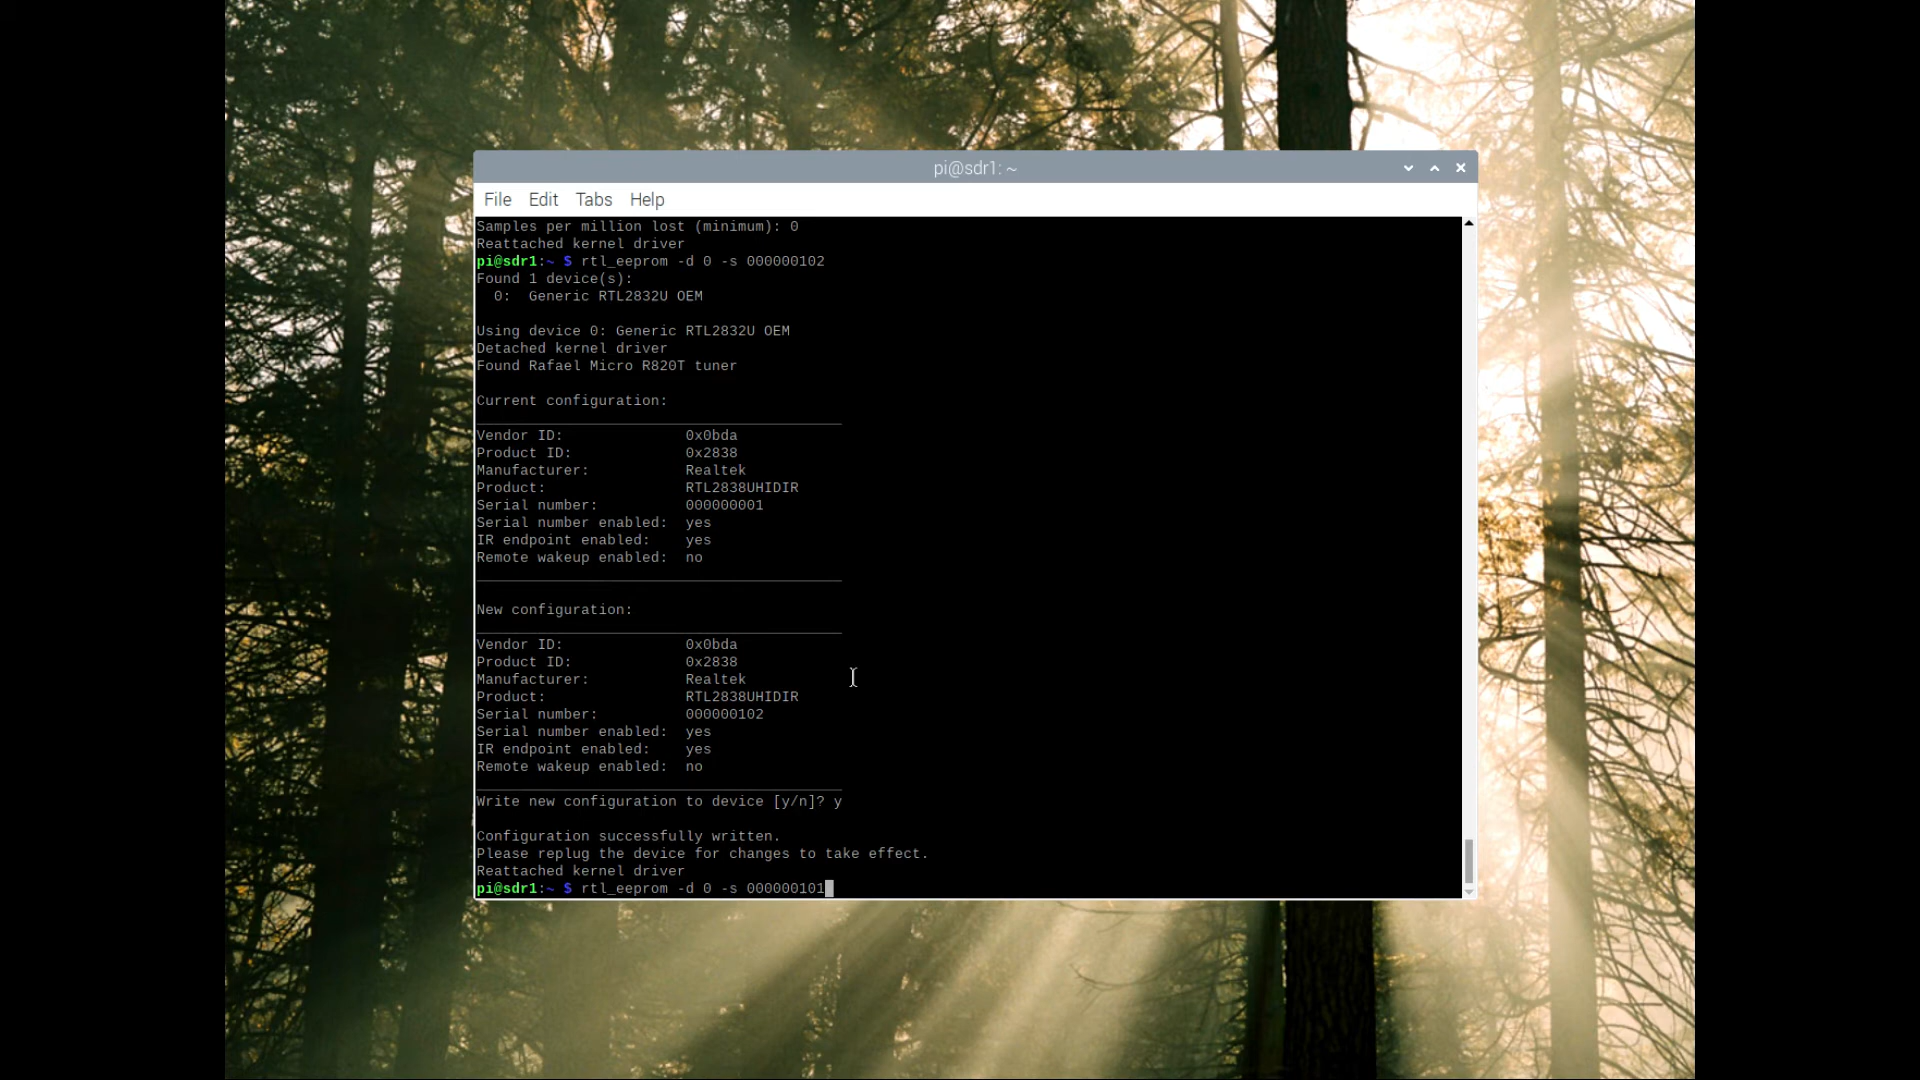 pi@sdr1: ~
File Edit Tabs Help
Samples per million lost (minimum): 0
Reattached kernel driver
pi@sdr1:~ $ rtl_eeprom -d 0 -s 000000102
Found 1 device(s):
  0:  Generic RTL2832U OEM

Using device 0: Generic RTL2832U OEM
Detached kernel driver
Found Rafael Micro R820T tuner

Current configuration:
__________________________________________
Vendor ID:              0x0bda
Product ID:             0x2838
Manufacturer:           Realtek
Product:                RTL2838UHIDIR
Serial number:          000000001
Serial number enabled:  yes
IR endpoint enabled:    yes
Remote wakeup enabled:  no
__________________________________________

New configuration:
__________________________________________
Vendor ID:              0x0bda
Product ID:             0x2838
Manufacturer:           Realtek
Product:                RTL2838UHIDIR
Serial number:          000000102
Serial number enabled:  yes
IR endpoint enabled:    yes
Remote wakeup enabled:  no
__________________________________________
Write new configuration to device [y/n]? y

Configuration successfully written.
Please replug the device for changes to take effect.
Reattached kernel driver
pi@sdr1:~ $ rtl_eeprom -d 0 -s 000000101